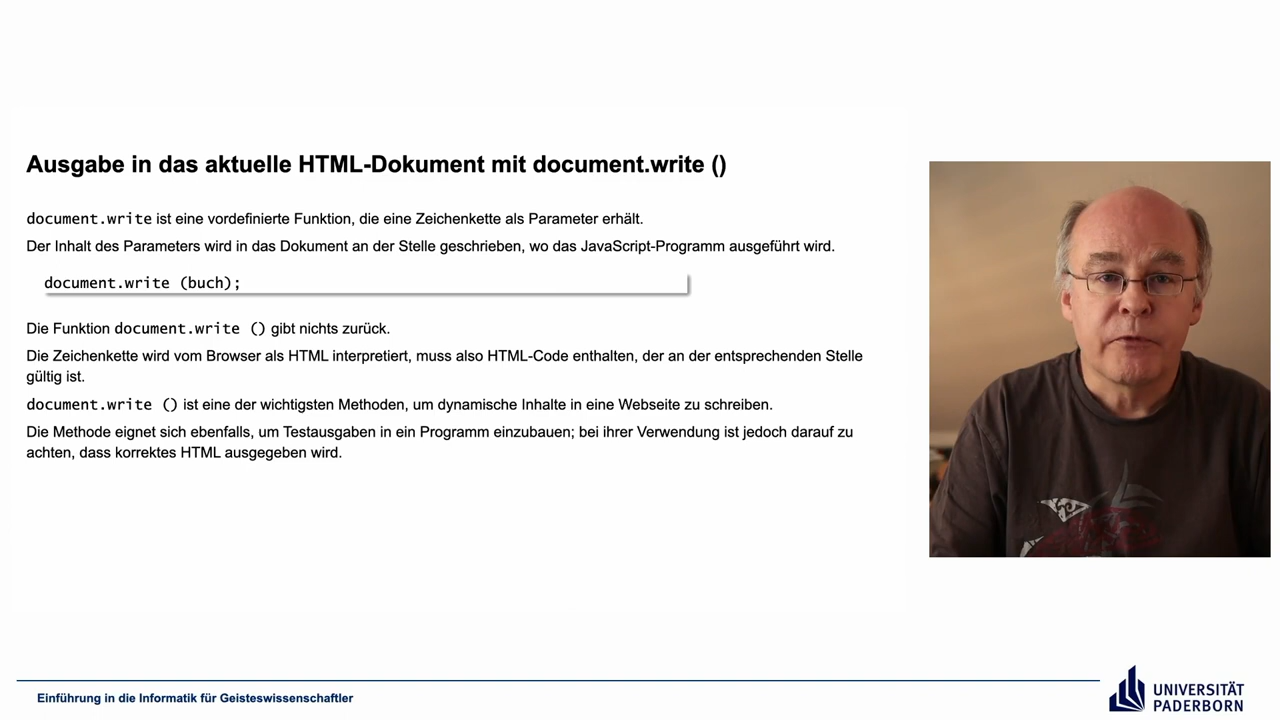 Ausgabe in das aktuelle HTML-Dokument mit document.write ()
document.write ist eine vordefinierte Funktion, die eine Zeichenkette als Parameter erhält.
Der Inhalt des Parameters wird in das Dokument an der Stelle geschrieben, wo das JavaScript-Programm ausgeführt wird.
document.write (buch);
Die Funktion document.write () gibt nichts zurück.
Die Zeichenkette wird vom Browser als HTML interpretiert, muss also HTML-Code enthalten, der an der entsprechenden Stelle
gültig ist.
document.write () ist eine der wichtigsten Methoden, um dynamische Inhalte in eine Webseite zu schreiben.
Die Methode eignet sich ebenfalls, um Testausgaben in ein Programm einzubauen; bei ihrer Verwendung ist jedoch darauf zu
achten, dass korrektes HTML ausgegeben wird.
Einführung in die Informatik für Geisteswissenschaftler
UNIVERSITÄT
PADERBORN